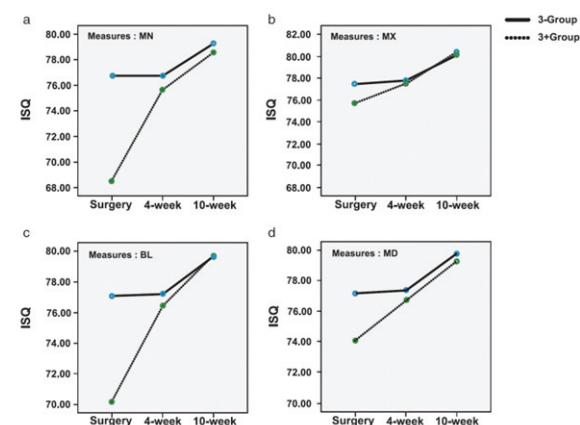 a
Measures : MN
80.00
78.00
76.00
74.00
72.00
70.00
68.00
ISQ
Surgery 4-week 10-week
b
Measures : MX
82.00
80.00
82.00
78.00
76.00
72.00
70.00
68.00
ISQ
Surgery 4-week 10-week
3-Group
3+Group
c
Measures : BL
80.00
78.00
76.00
74.00
72.00
70.00
ISQ
Surgery 4-week 10-week
d
Measures : MD
80.00
78.00
76.00
74.00
72.00
70.00
ISQ
Surgery 4-week 10-week